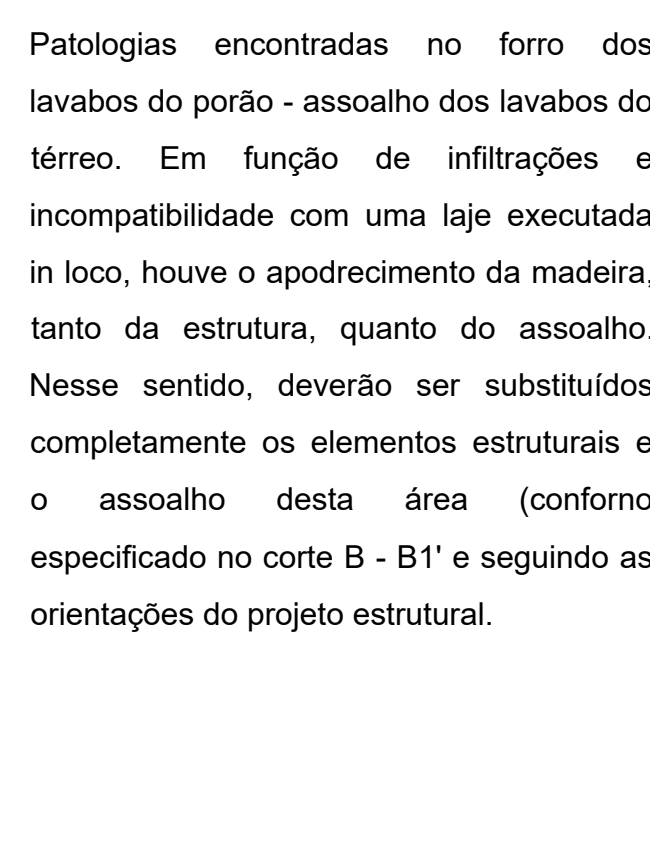 Patologias encontradas no forro dos
lavabos do porão - assoalho dos lavabos do
térreo. Em função de infiltrações e
incompatibilidade com uma laje executada
in loco, houve o apodrecimento da madeira,
tanto da estrutura, quanto do assoalho.
Nesse sentido, deverão ser substituídos
completamente os elementos estruturais e
o assoalho desta área (conforno
especificado no corte B - B1' e seguindo as
orientações do projeto estrutural.